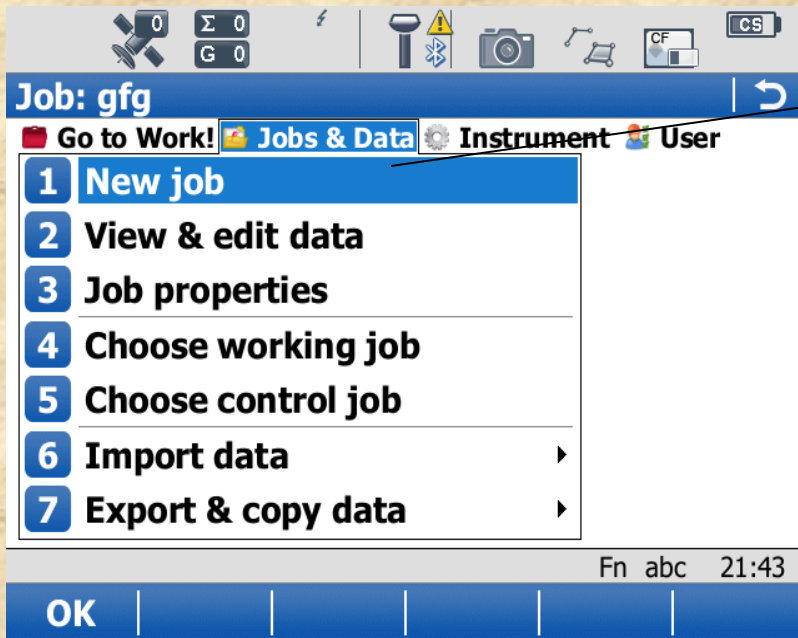 0 Σ 0 CS
G 0 CF
Job: gfg
Go to Work! Jobs & Data Instrument User
1 New job
2 View & edit data
3 Job properties
4 Choose working job
5 Choose control job
6 Import data
7 Export & copy data
Fn abc 21:43
OK